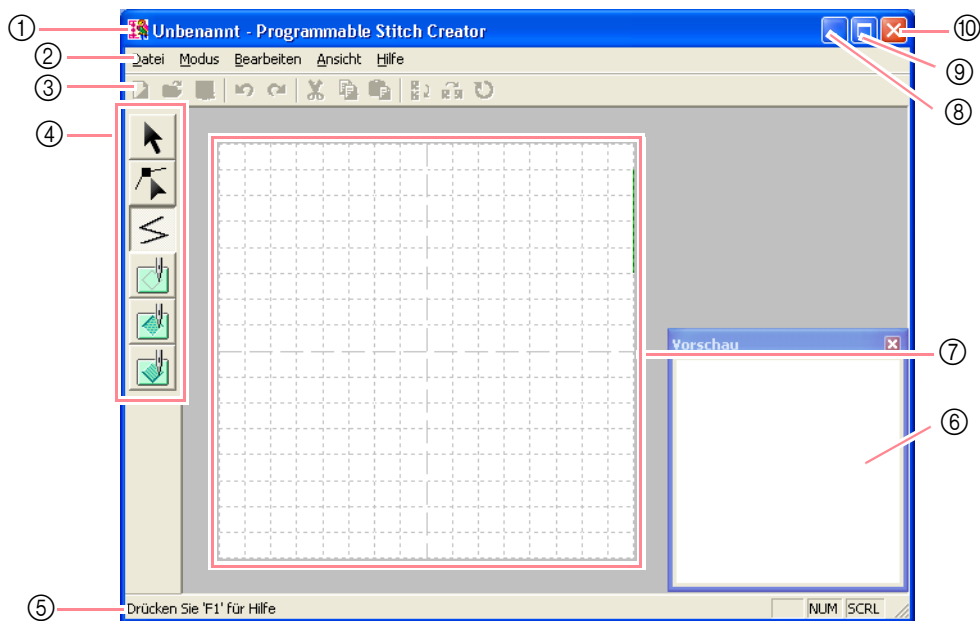 ① Unbenannt - Programmable Stitch Creator ⑩
② Datei Modus Bearbeiten Ansicht Hilfe ⑨
③ ⑧
④
Vorschau ⑦
⑥
⑤ Drücken Sie 'F1' für Hilfe NUM SCRL